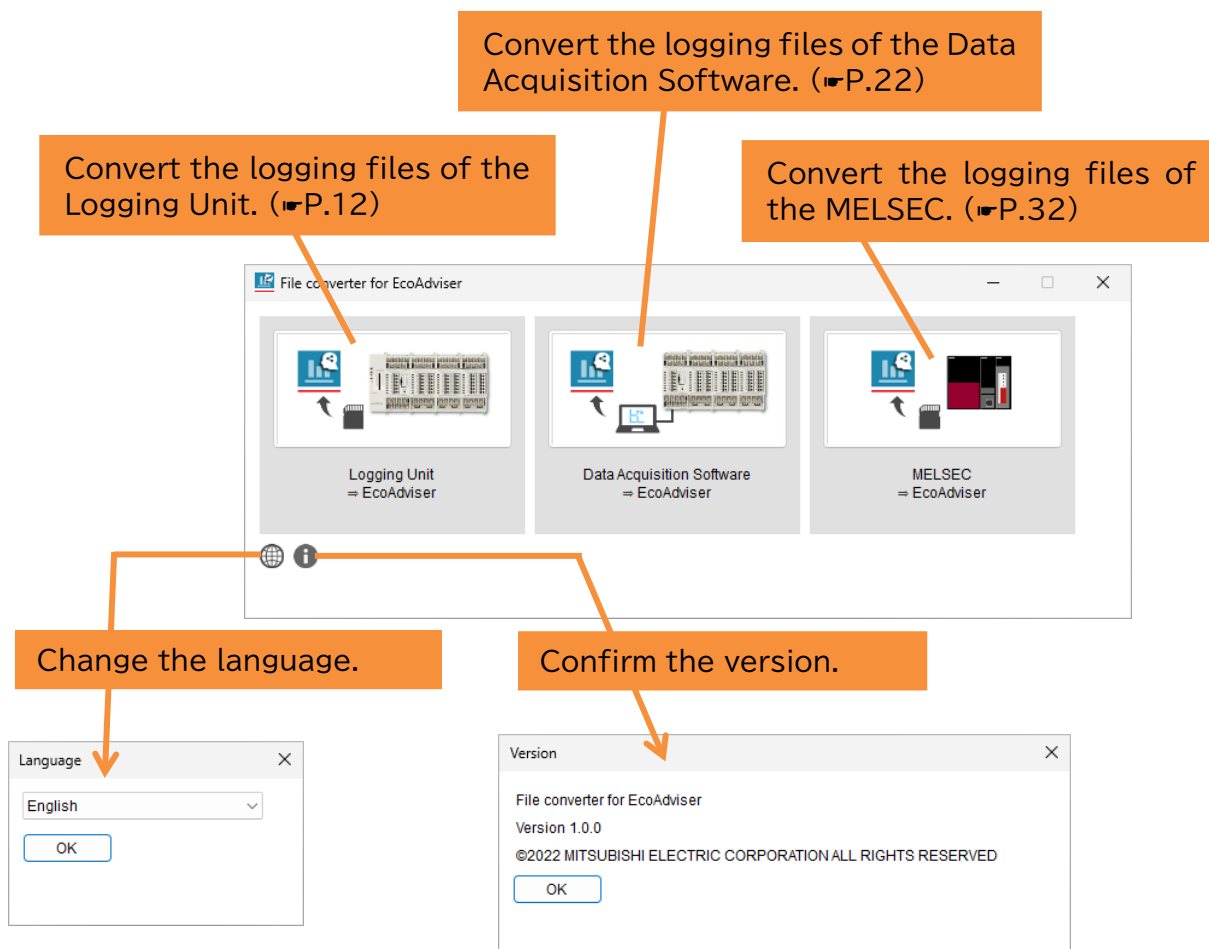 Convert the logging files of the Data
Acquisition Software. (☛P.22)
Convert the logging files of the
Logging Unit. (☛P.12)
Convert the logging files of
the MELSEC. (☛P.32)
File converter for EcoAdviser
Logging Unit
⇒ EcoAdviser
Data Acquisition Software
⇒ EcoAdviser
MELSEC
⇒ EcoAdviser
Change the language.
Confirm the version.
Language
English
OK
Version
File converter for EcoAdviser
Version 1.0.0
©2022 MITSUBISHI ELECTRIC CORPORATION ALL RIGHTS RESERVED
OK